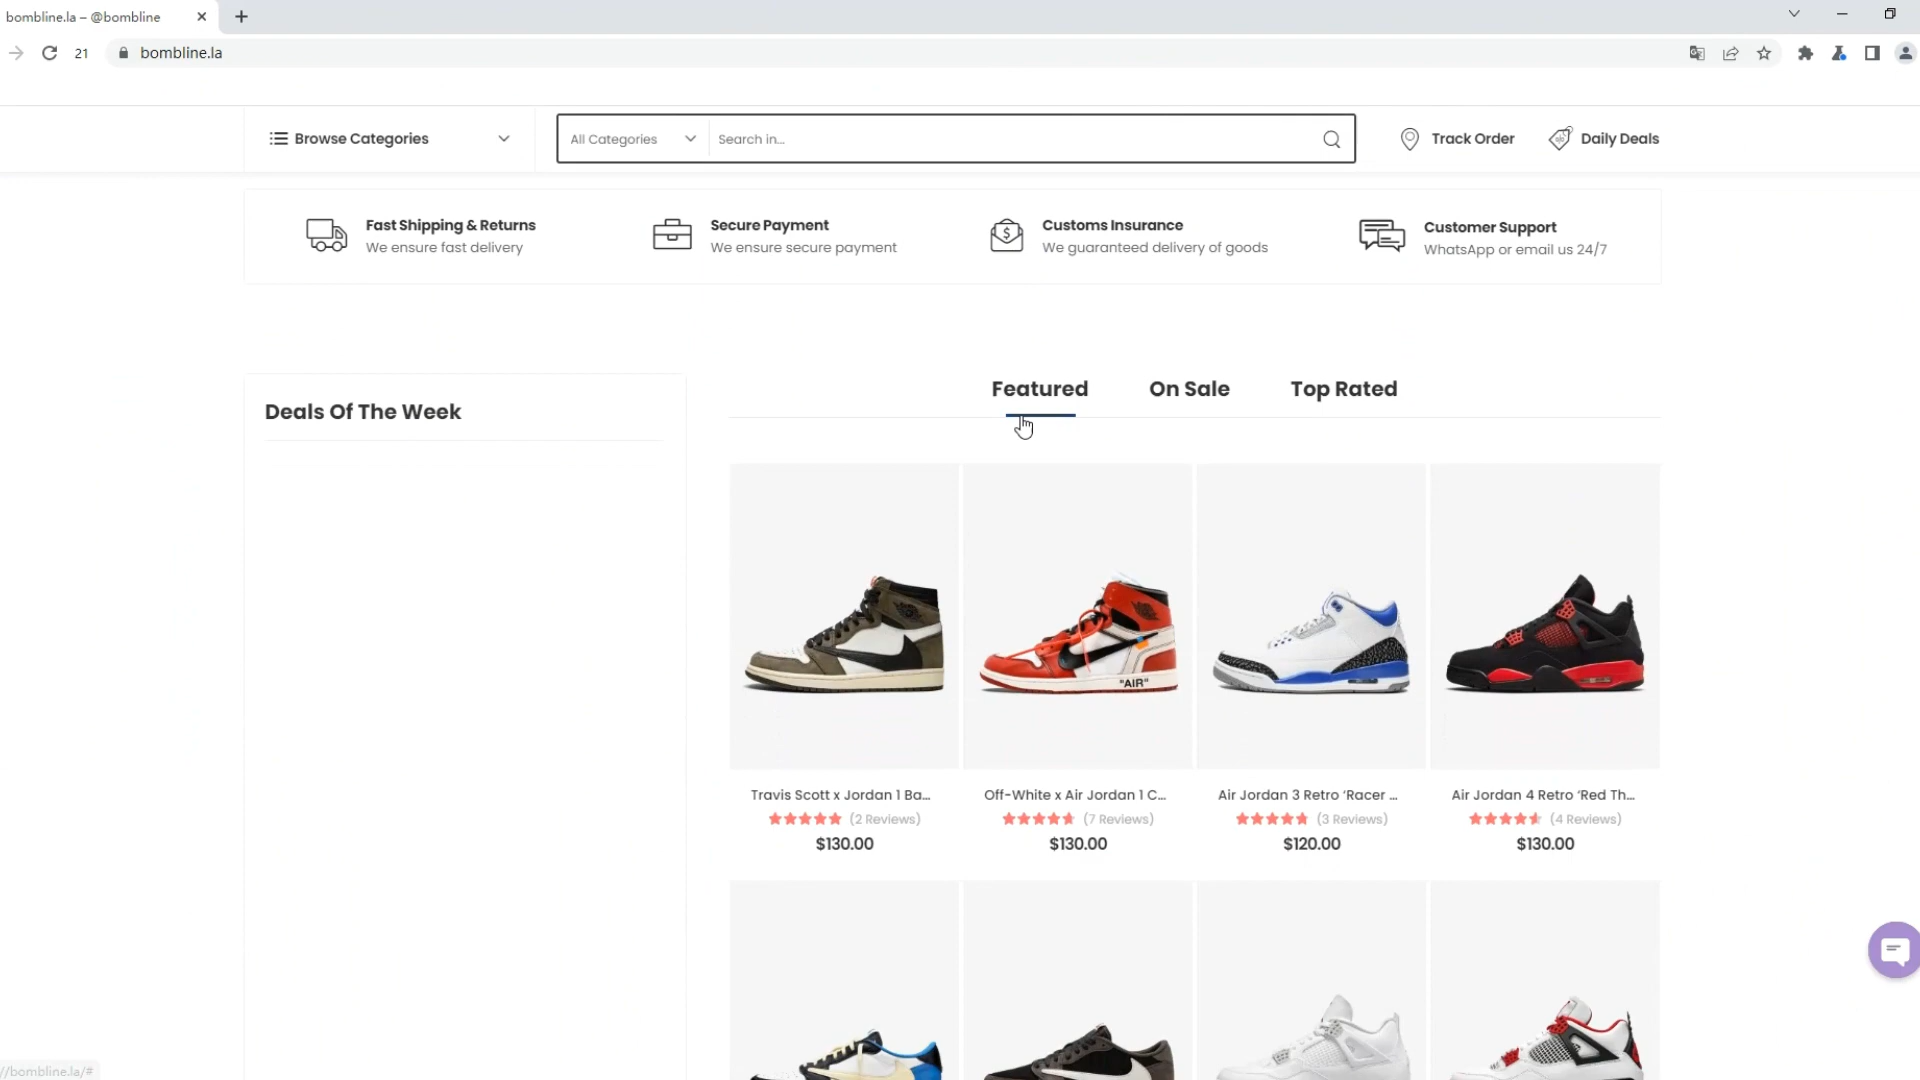 bombline.la – @bombline
21
bombline.la
Browse Categories
All Categories
Search in...
Track Order
Daily Deals
Fast Shipping & Returns
We ensure fast delivery
Secure Payment
We ensure secure payment
Customs Insurance
We guaranteed delivery of goods
Customer Support
WhatsApp or email us 24/7
Deals Of The Week
Featured
On Sale
Top Rated
"AIR"
Travis Scott x Jordan 1 Ba...
(2 Reviews)
$130.00
Off-White x Air Jordan 1 C...
(7 Reviews)
$130.00
Air Jordan 3 Retro ‘Racer ...
(3 Reviews)
$120.00
Air Jordan 4 Retro ‘Red Th...
(4 Reviews)
$130.00
//bombline.la/#